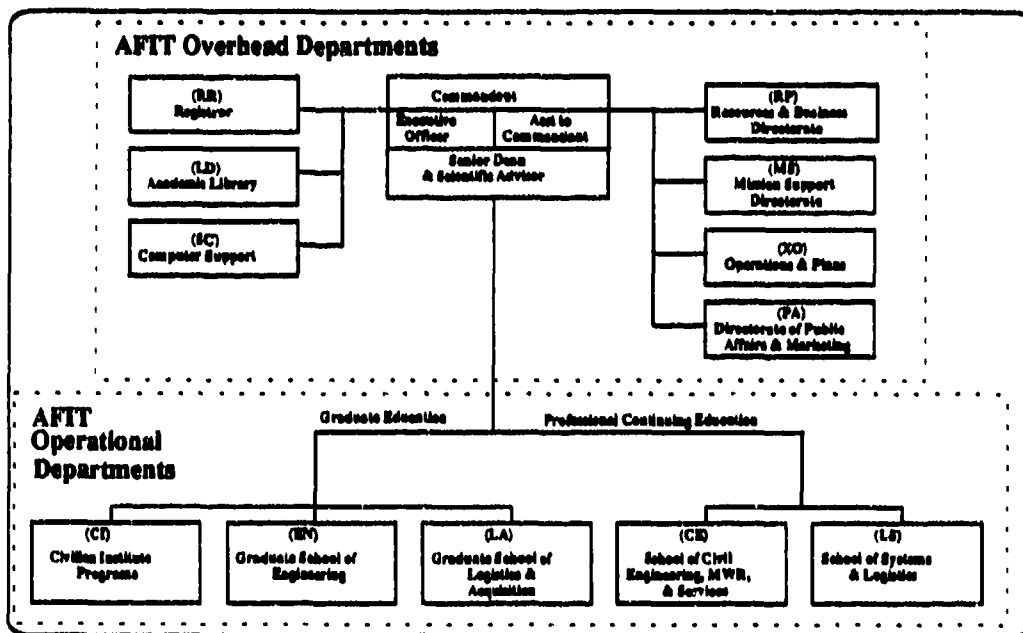 AFIT Overhead Departments
(RR)
Registrar
(LD)
Academic Library
(SC)
Computer Support
Commandant
Executive
Officer
Asst to
Commandant
Senior Dean
& Scientific Advisor
(RP)
Resources & Business
Directorate
(MS)
Mission Support
Directorate
(XO)
Operations & Plans
(PA)
Directorate of Public
Affairs & Marketing
AFIT
Operational
Departments
Graduate Education
Professional Continuing Education
(CI)
Civilian Institute
Programs
(EN)
Graduate School of
Engineering
(LA)
Graduate School of
Logistics &
Acquisition
(CE)
School of Civil
Engineering, MWR,
& Services
(LS)
School of Systems
& Logistics